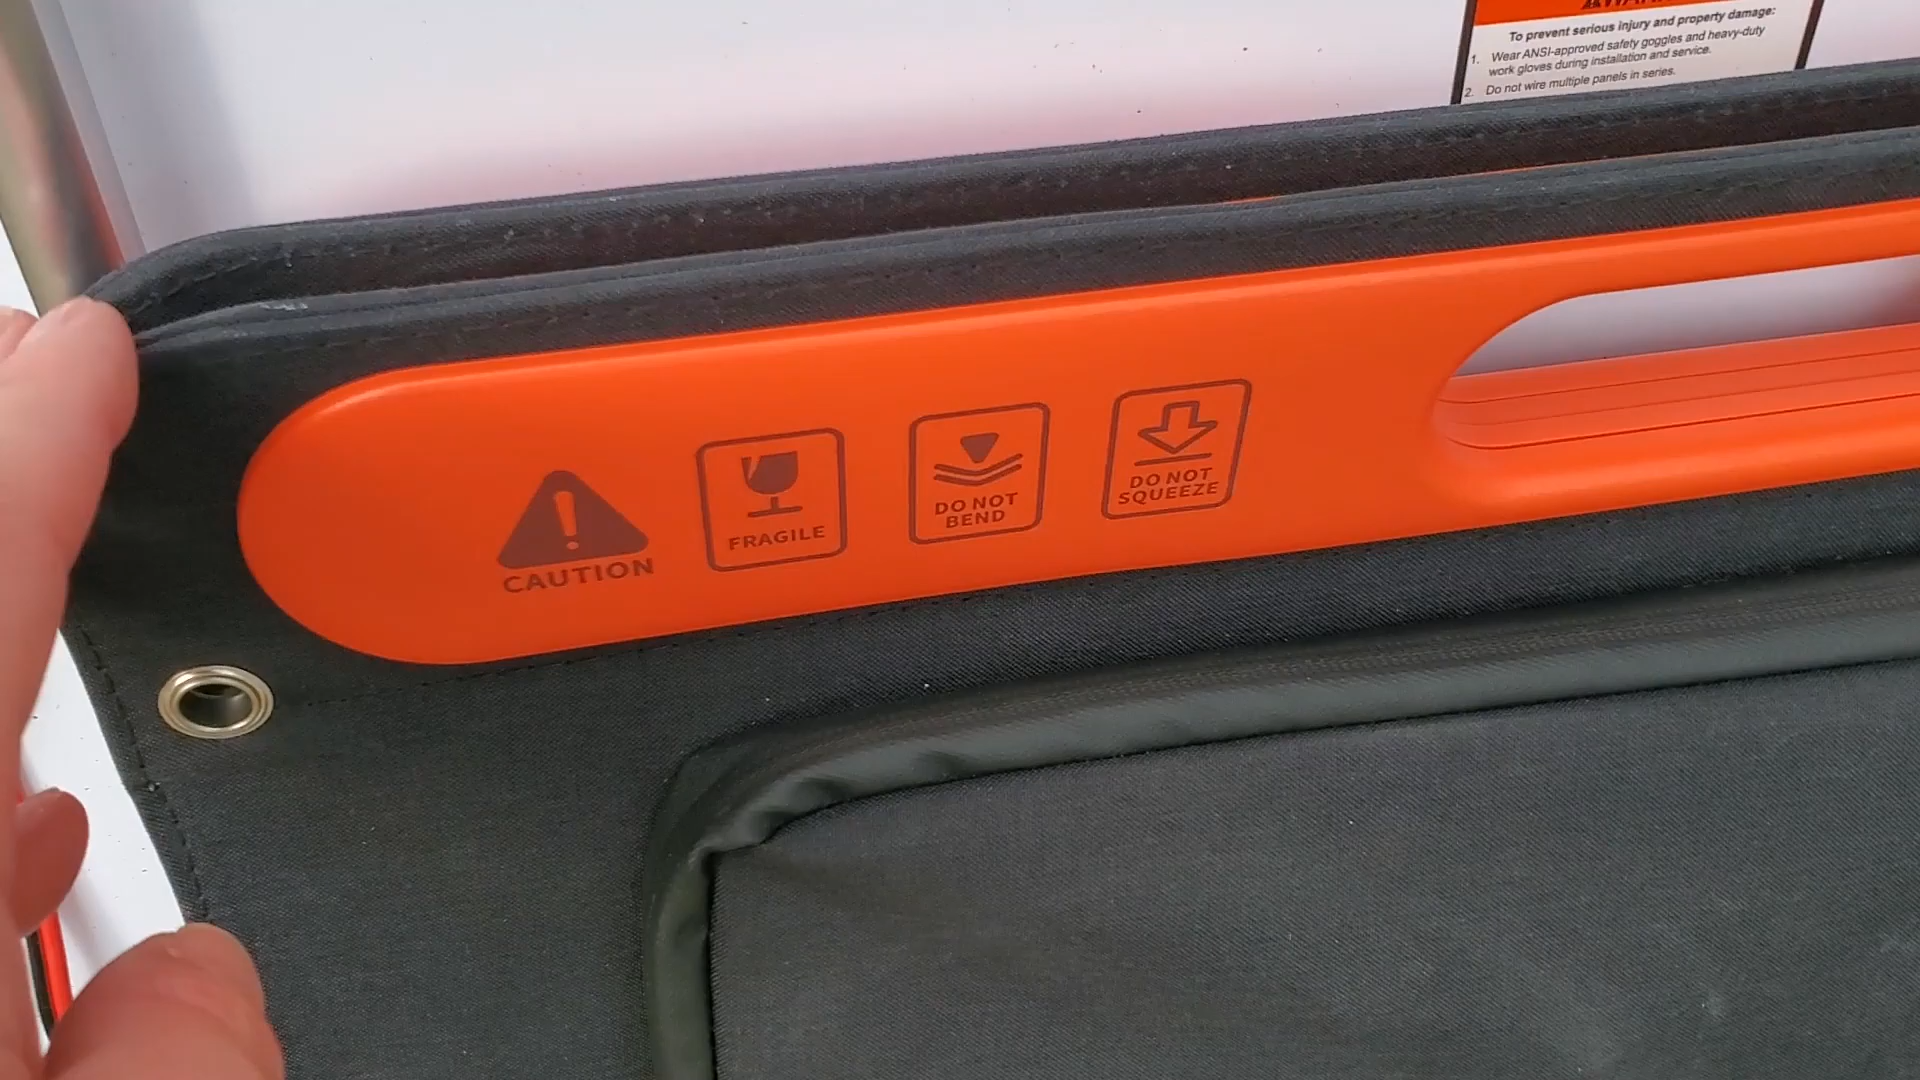 To prevent serious injury and property damage:
1. Wear ANSI-approved safety goggles and heavy-duty
work gloves during installation and service.
2. Do not wire multiple panels in series.
CAUTION
FRAGILE
DO NOT
BEND
DO NOT
SQUEEZE